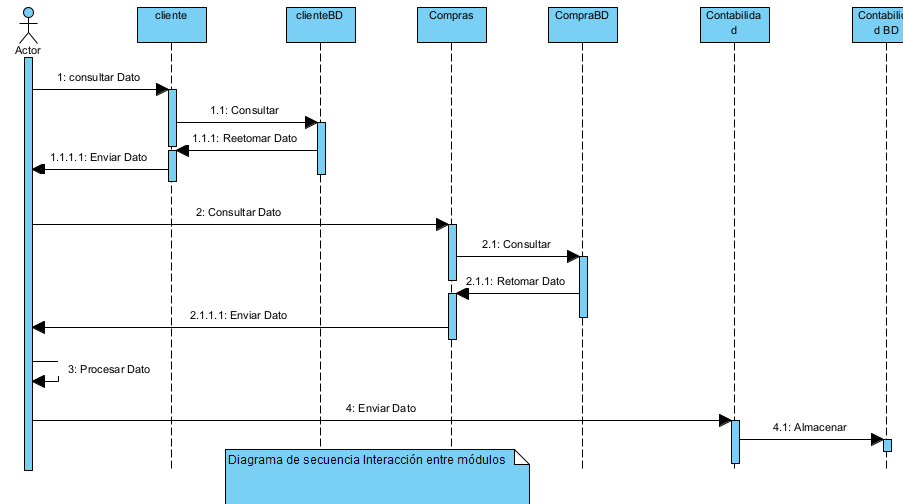 cliente
clienteBD
Compras
CompraBD
Contabilida
d
Contabilic
d BD
Actor
1: consultar Dato
1.1: Consultar
1.1.1: Reetomar Dato
1.1.1.1: Enviar Dato
2: Consultar Dato
2.1: Consultar
2.1.1: Retomar Dato
2.1.1.1: Enviar Dato
3: Procesar Dato
4: Enviar Dato
4.1: Almacenar
Diagrama de secuencia Interacción entre módulos